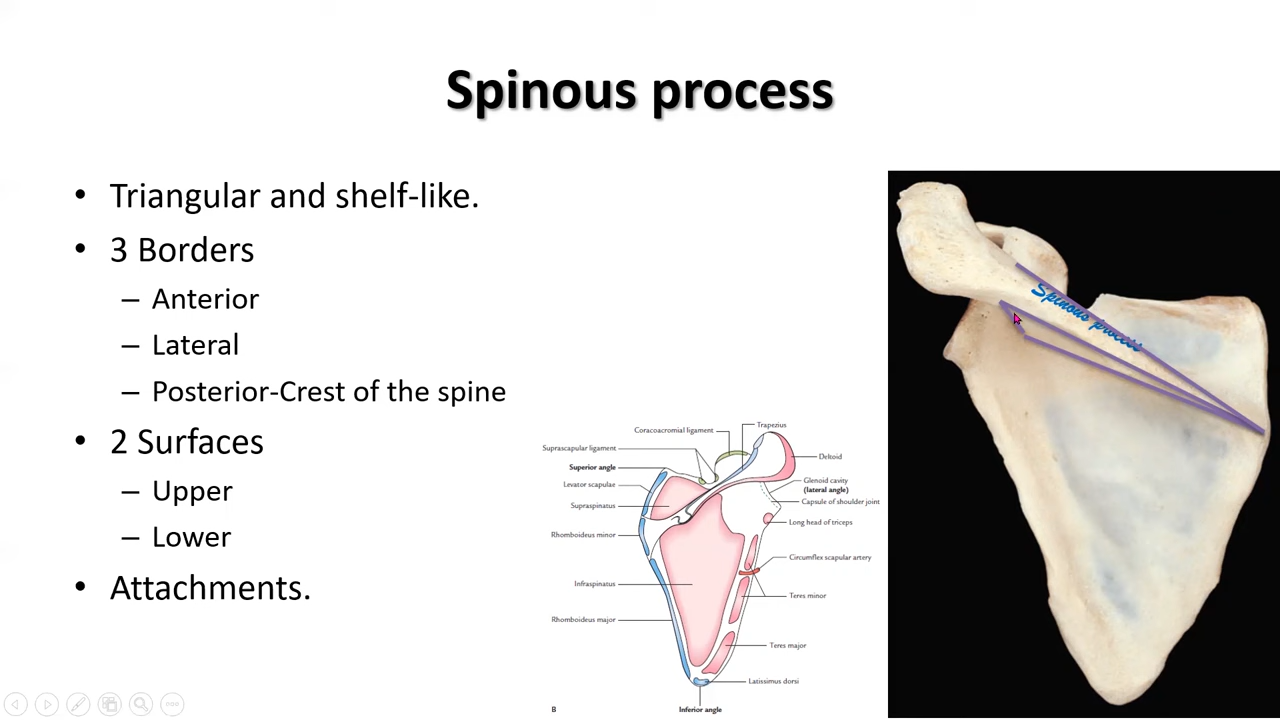 Spinous process
• Triangular and shelf-like.
• 3 Borders
– Anterior
– Lateral
– Posterior-Crest of the spine
• 2 Surfaces
– Upper
– Lower
• Attachments.
Coracoacromial ligament
Trapezius
Suprascapular ligament
Superior angle
Levator scapulae
Supraspinatus
Rhomboideus minor
Infraspinatus
Rhomboideus major
Deltoid
Glenoid cavity
(lateral angle)
Capsule of shoulder joint
Long head of triceps
Circumflex scapular artery
Teres minor
Teres major
Latissimus dorsi
B
Inferior angle
Spinous process